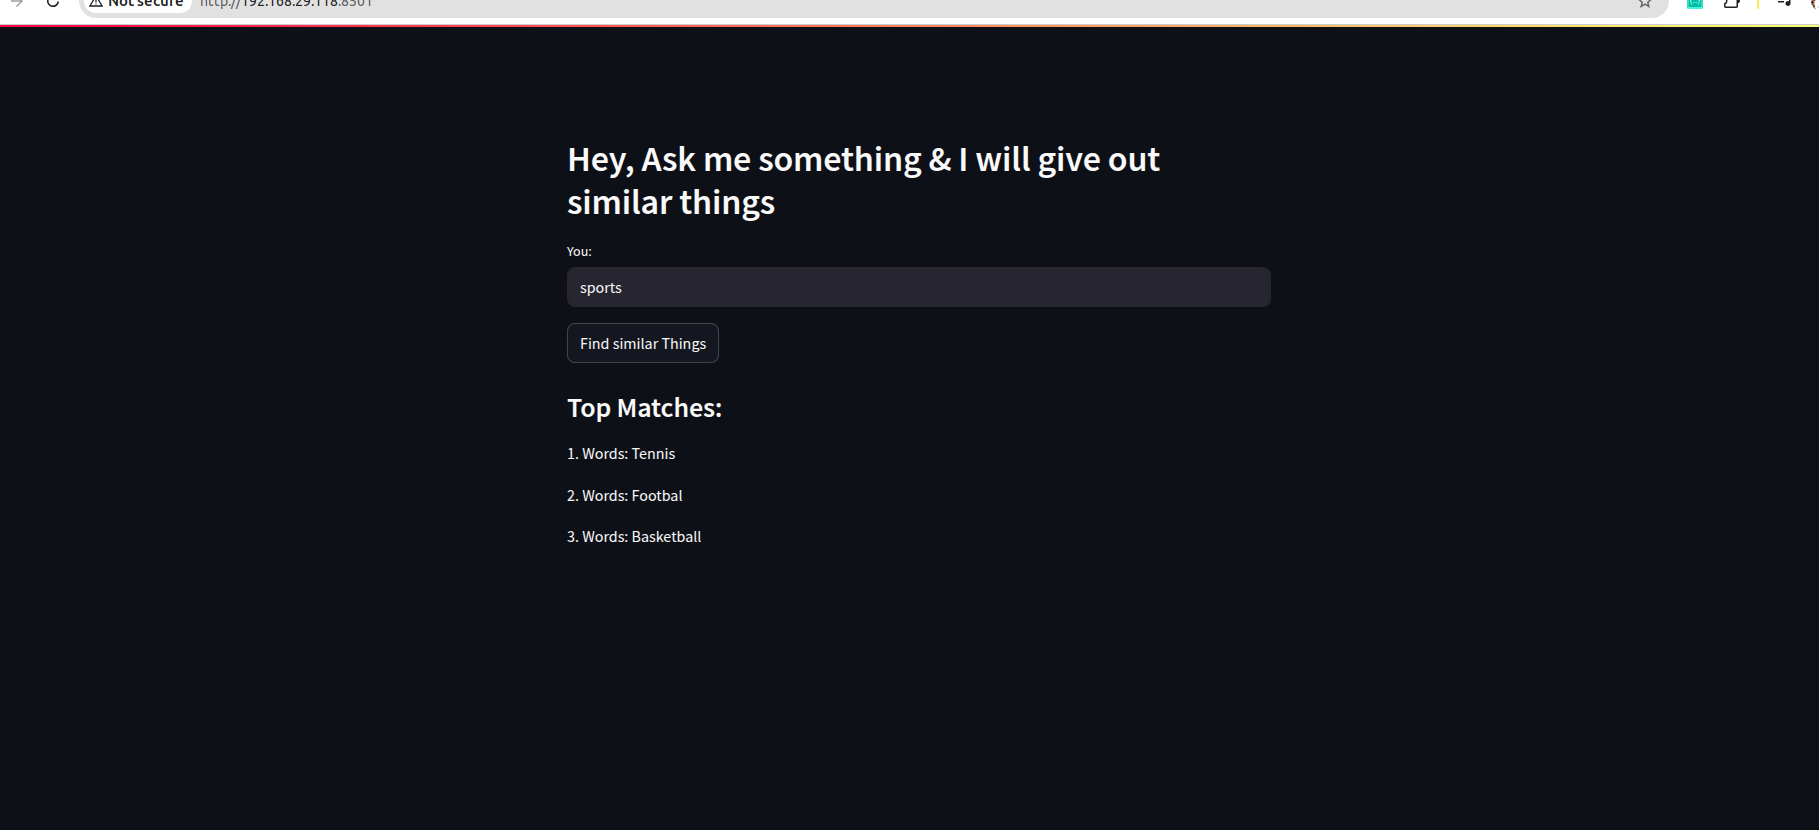 Not secure http://192.168.29.118:8501
Hey, Ask me something & I will give out
similar things
You:
sports
Find similar Things
Top Matches:
1. Words: Tennis
2. Words: Footbal
3. Words: Basketball